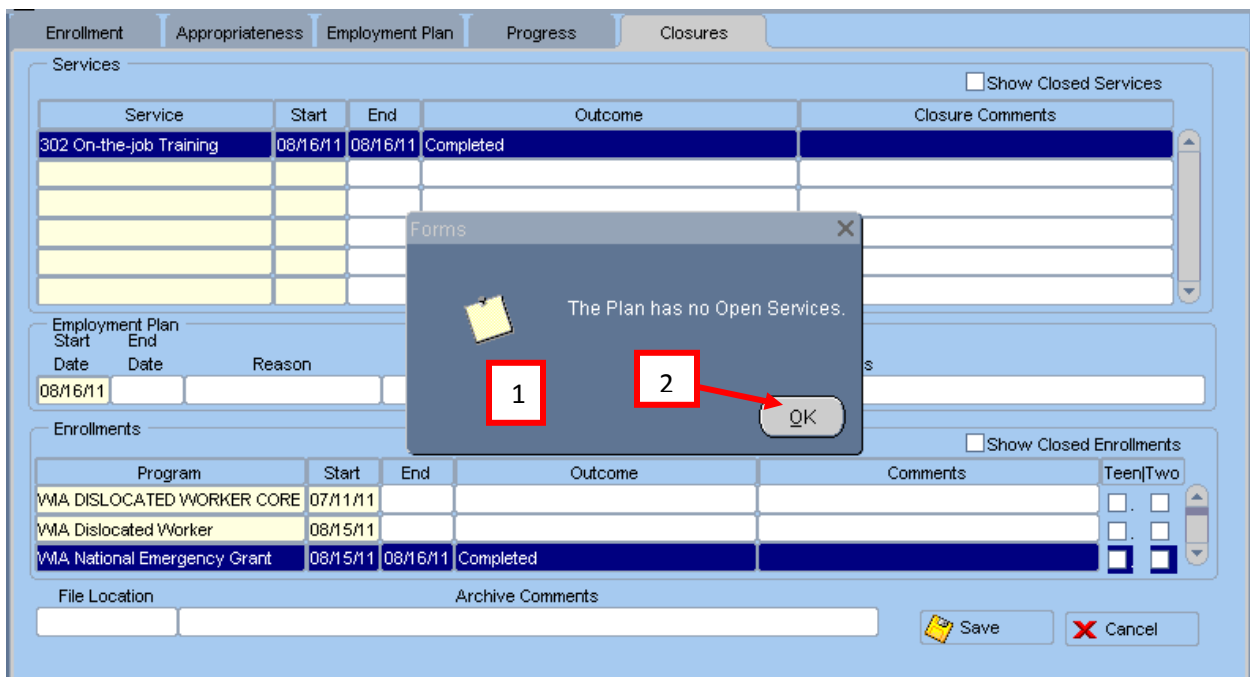 Enrollment Appropriateness Employment Plan Progress Closures
Services
Show Closed Services
Service Start End Outcome Closure Comments
302 On-the-job Training 08/16/11 08/16/11 Completed
Forms
The Plan has no Open Services.
1
2
OK
Employment Plan
Start End
Date Date Reason s
08/16/11
Enrollments
Show Closed Enrollments
Program Start End Outcome Comments Teen|Two
WIA DISLOCATED WORKER CORE 07/11/11
WIA Dislocated Worker 08/15/11
WIA National Emergency Grant 08/15/11 08/16/11 Completed
File Location Archive Comments
Save Cancel